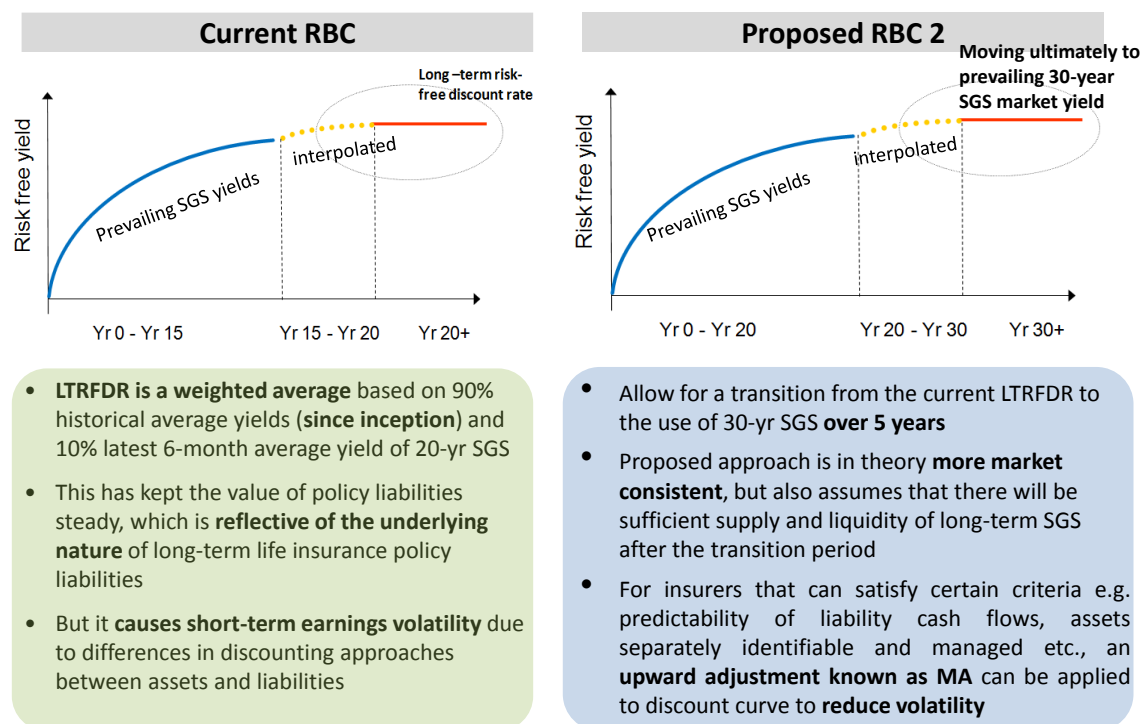 Current RBC
Long –term risk-
free discount rate
Risk free yield
Prevailing SGS yields
interpolated
Yr 0 - Yr 15
Yr 15 - Yr 20
Yr 20+
• LTRFDR is a weighted average based on 90%
historical average yields (since inception) and
10% latest 6-month average yield of 20-yr SGS
• This has kept the value of policy liabilities
steady, which is reflective of the underlying
nature of long-term life insurance policy
liabilities
• But it causes short-term earnings volatility due
to differences in discounting approaches
between assets and liabilities
Proposed RBC 2
Moving ultimately to
prevailing 30-year
SGS market yield
Risk free yield
Prevailing SGS yields
interpolated
Yr 0 - Yr 20
Yr 20 - Yr 30
Yr 30+
• Allow for a transition from the current LTRFDR to
the use of 30-yr SGS over 5 years
• Proposed approach is in theory more market
consistent, but also assumes that there will be
sufficient supply and liquidity of long-term SGS
after the transition period
• For insurers that can satisfy certain criteria e.g.
predictability of liability cash flows, assets
separately identifiable and managed etc., an
upward adjustment known as MA can be applied
to discount curve to reduce volatility